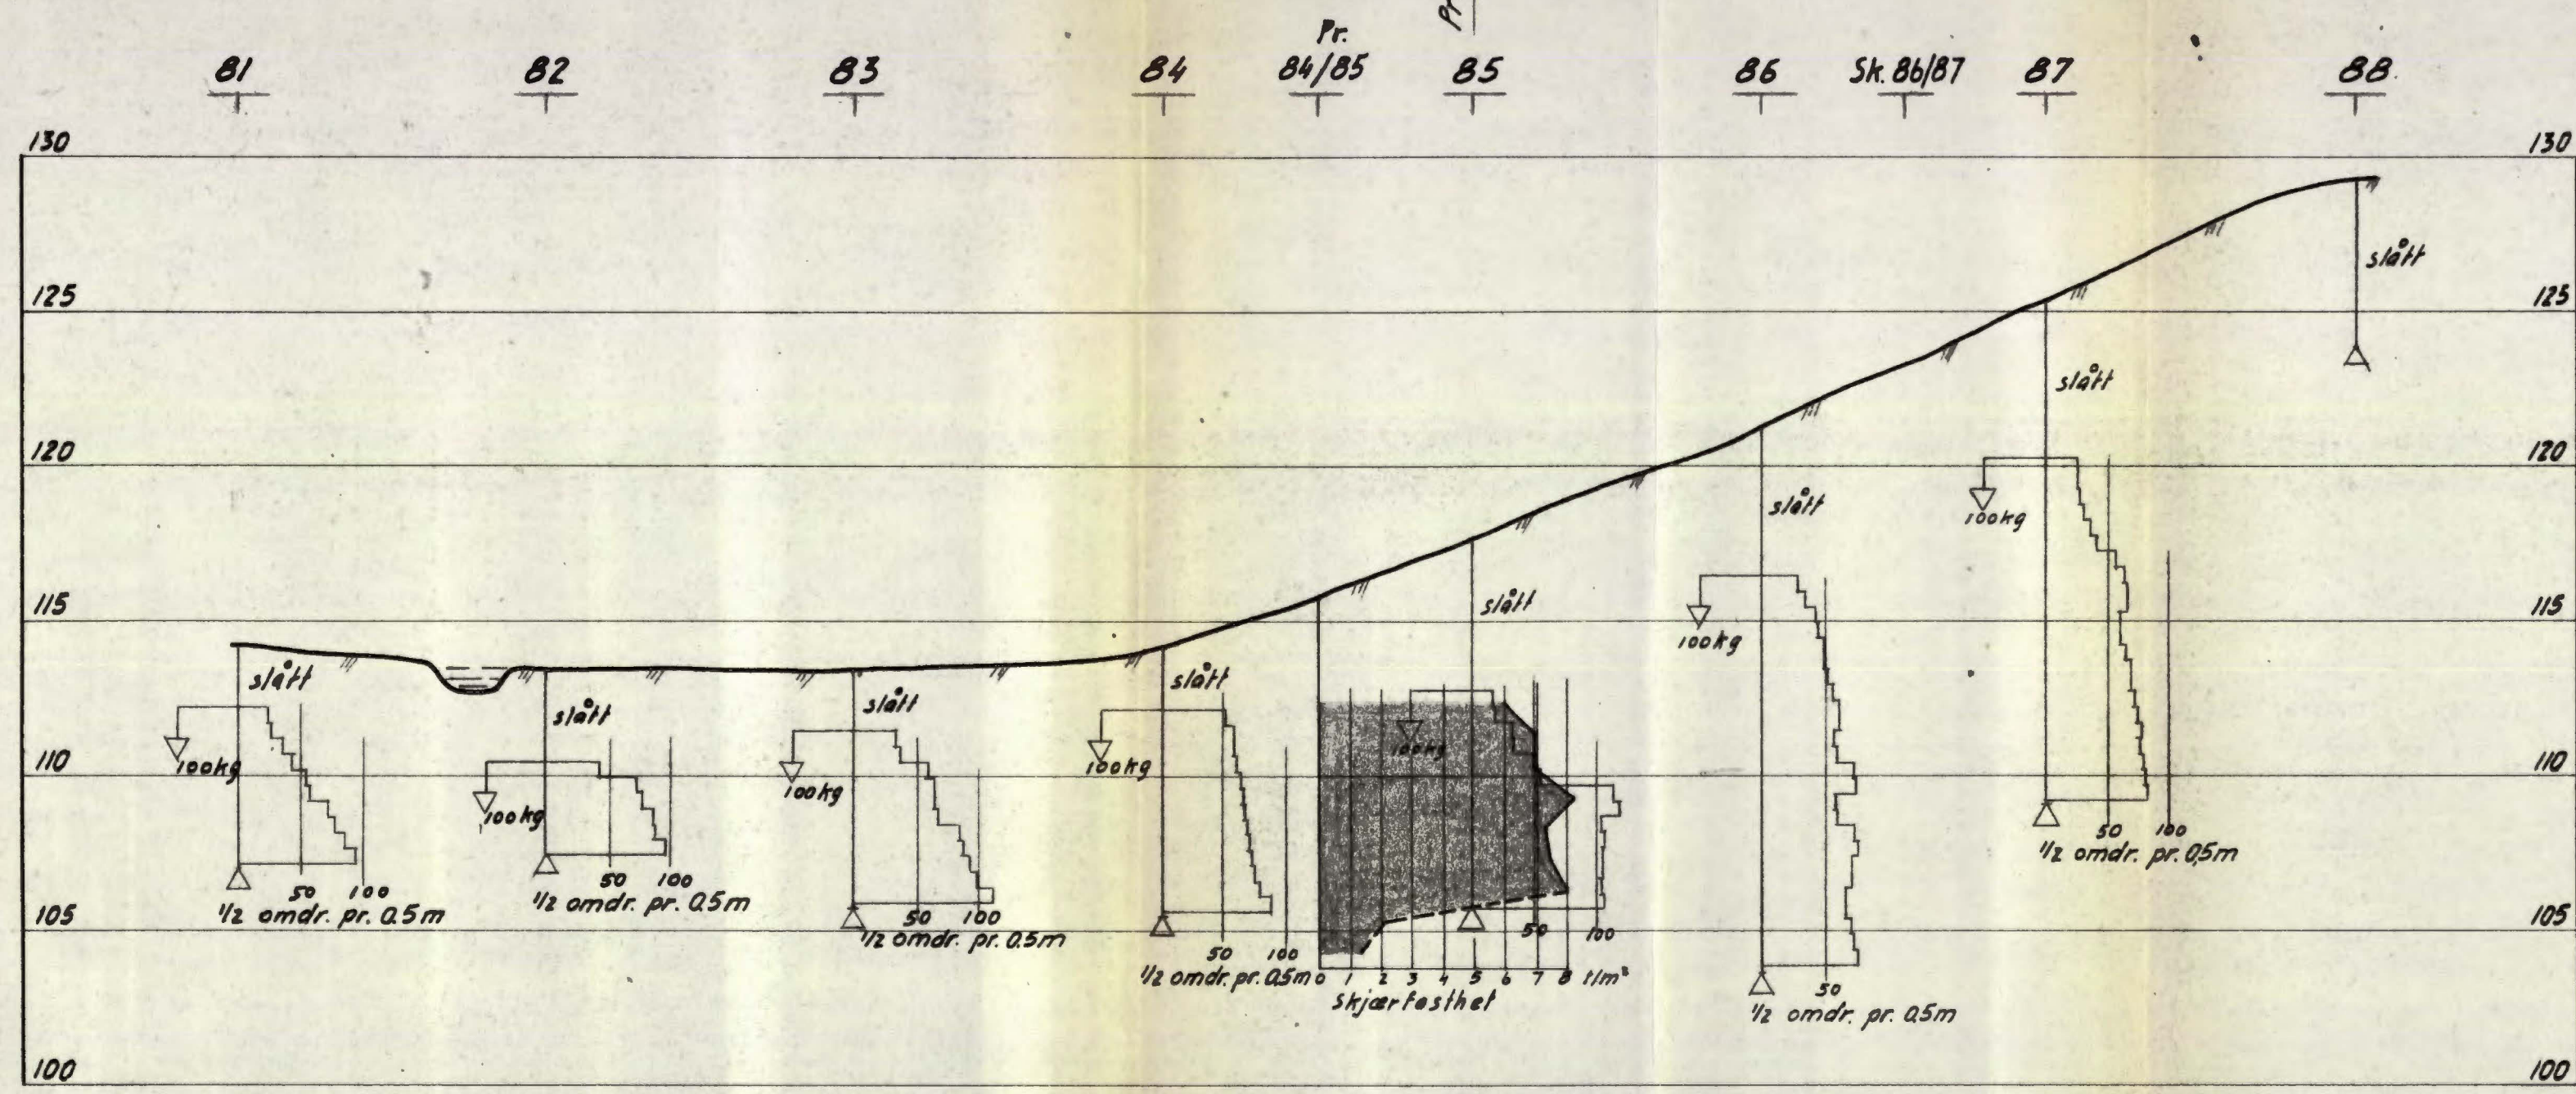 Pr.
81 82 83 84 84/85 85 86 Sk. 86/87 87 88
130 130
125 125
120 120
115 115
110 110
105 105
100 100
slått
slått
100kg
slått
slått
100kg
slått
100kg
slått
100kg
slått
100kg
slått
100kg
slått
100kg
slått
100kg
50 100
1/2 omdr. pr. 0.5m
50 100
1/2 omdr. pr. 0.5m
50 100
1/2 omdr. pr. 0.5m
50 100
1/2 omdr. pr. 0.5m
50 100
1/2 omdr. pr. 0.5m
50 100
0 1 2 3 4 5 6 7 8 t/m²
Skjærfasthet
50
1/2 omdr. pr. 0.5m